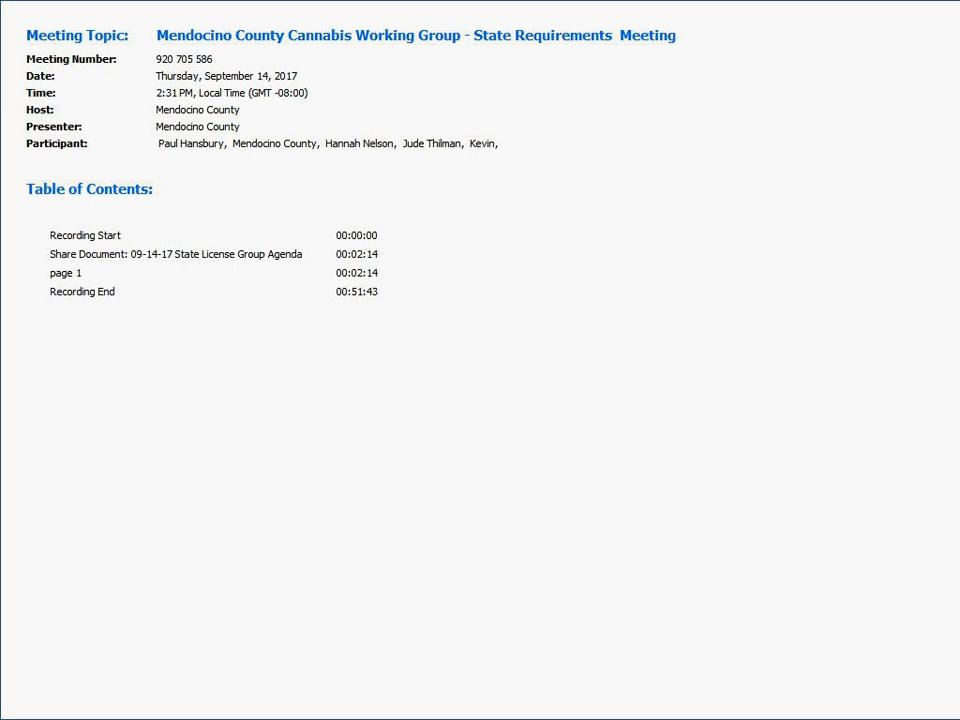 Meeting Topic: Mendocino County Cannabis Working Group - State Requirements Meeting
Meeting Number: 920 705 586
Date: Thursday, September 14, 2017
Time: 2:31 PM, Local Time (GMT -08:00)
Host: Mendocino County
Presenter: Mendocino County
Participant: Paul Hansbury, Mendocino County, Hannah Nelson, Jude Thilman, Kevin,
Table of Contents:
Recording Start 00:00:00
Share Document: 09-14-17 State License Group Agenda 00:02:14
page 1 00:02:14
Recording End 00:51:43